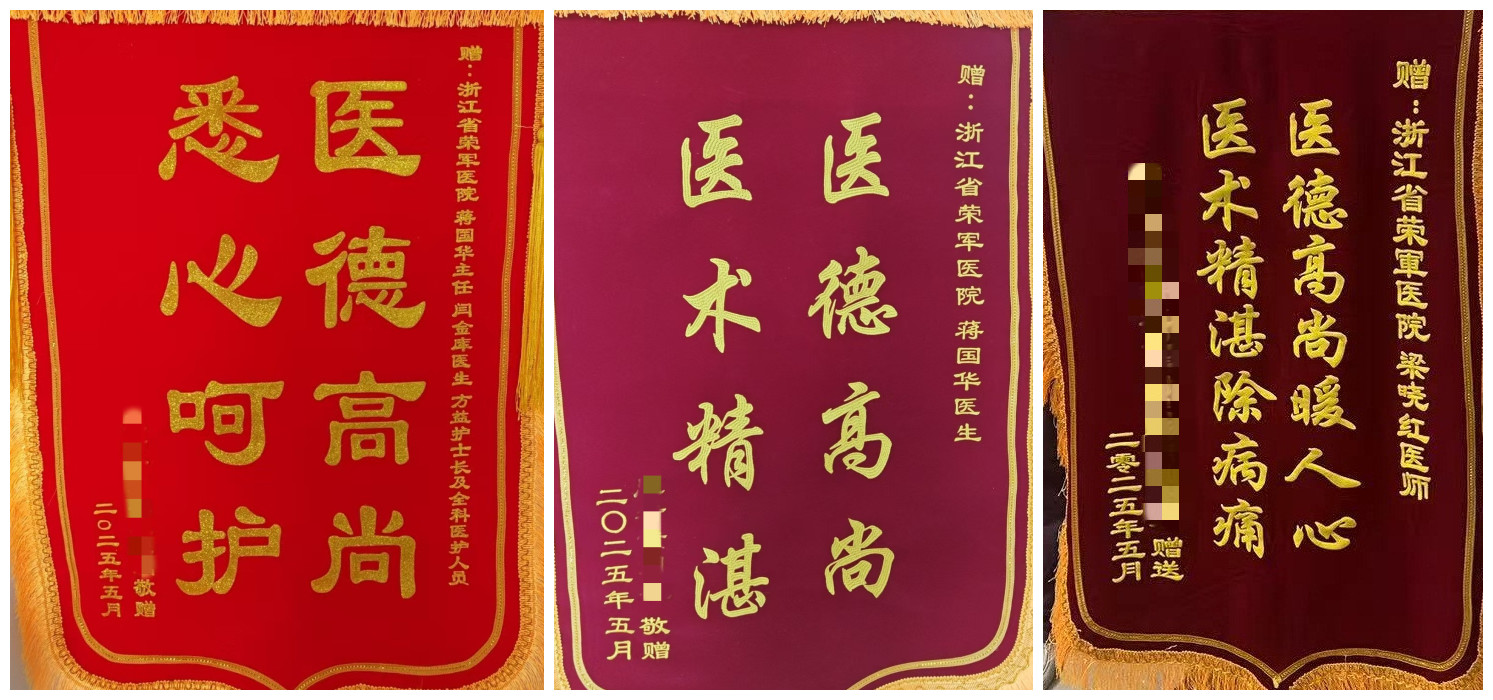 赠：浙江省荣军医院 蒋国华主任 闫金库医生 方益护士长及全科医护人员
医德高尚
悉心呵护
敬赠
二〇二五年五月
赠：浙江省荣军医院 蒋国华医生
医德高尚
医术精湛
敬赠
二〇二五年五月
赠：浙江省荣軍医院 梁晓红医师
医德高尚暖人心
医术精湛除病痛
赠送
二零二五年五月